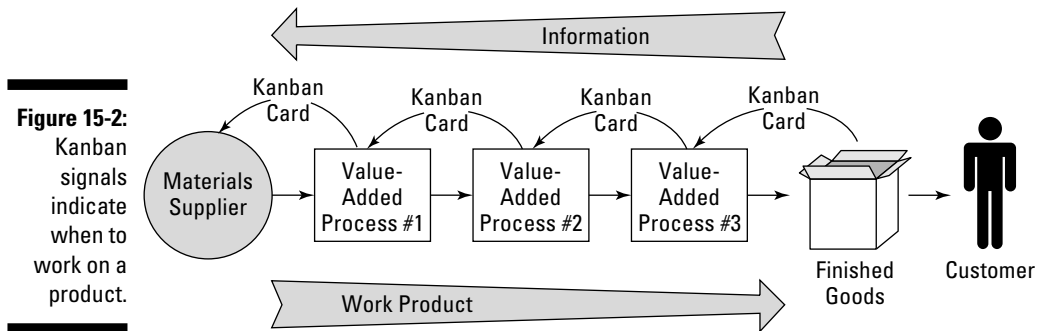 Information
Kanban
Card
Kanban
Card
Kanban
Card
Kanban
Card
Figure 15-2:
Kanban
signals
indicate
when to
work on a
product.
Materials
Supplier
Value-
Added
Process #1
Value-
Added
Process #2
Value-
Added
Process #3
Finished
Goods
Customer
Work Product